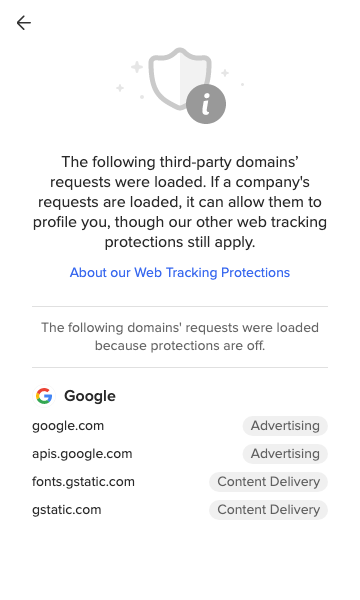 The following third-party domains'
requests were loaded. If a company's
requests are loaded, it can allow them to
profile you, though our other web tracking
protections still apply.
About our Web Tracking Protections
The following domains' requests were loaded
because protections are off.
Google
google.com Advertising
apis.google.com Advertising
fonts.gstatic.com Content Delivery
gstatic.com Content Delivery